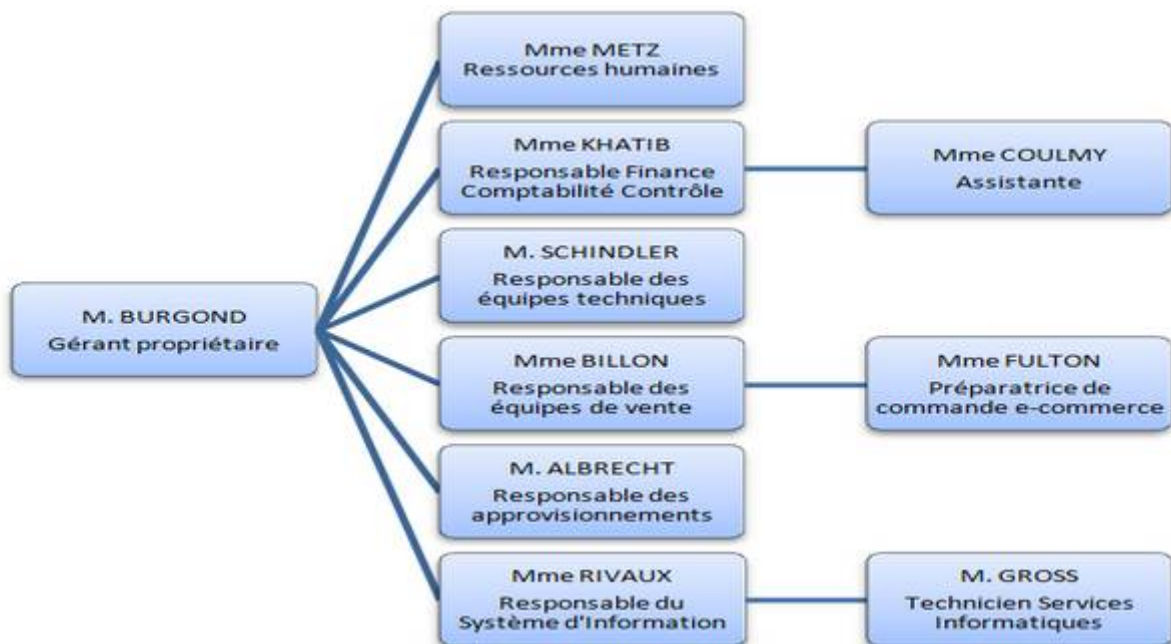 M. BURGOND
Gérant propriétaire
Mme METZ
Ressources humaines
Mme KHATIB
Responsable Finance
Comptabilité Contrôle
Mme COULMY
Assistante
M. SCHINDLER
Responsable des
équipes techniques
Mme BILLON
Responsable des
équipes de vente
Mme FULTON
Préparatrice de
commande e-commerce
M. ALBRECHT
Responsable des
approvisionnements
Mme RIVAUX
Responsable du
Système d'Information
M. GROSS
Technicien Services
Informatiques